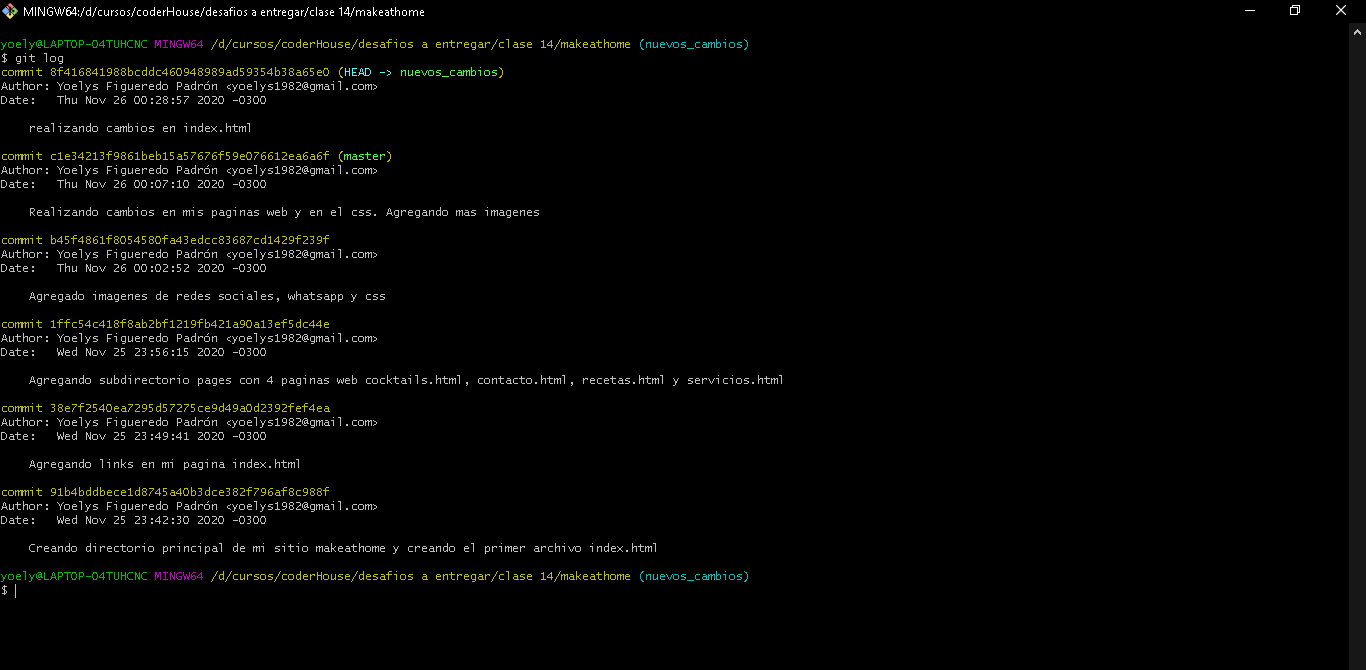 MINGW64:/d/cursos/coderHouse/desafios a entregar/clase 14/makeathome
yoely@LAPTOP-O4TUHCNC MINGW64 /d/cursos/coderHouse/desafios a entregar/clase 14/makeathome (nuevos_cambios)
$ git log
commit 8f416841988bcddc460948989ad59354b38a65e0 (HEAD -> nuevos_cambios)
Author: Yoelys Figueredo Padrón <yoelys1982@gmail.com>
Date:   Thu Nov 26 00:28:57 2020 -0300
realizando cambios en index.html
commit c1e34213f9861beb15a57676f59e076612ea6a6f (master)
Author: Yoelys Figueredo Padrón <yoelys1982@gmail.com>
Date:   Thu Nov 26 00:07:10 2020 -0300
Realizando cambios en mis paginas web y en el css. Agregando mas imagenes
commit b45f4861f8054580fa43edcc83687cd1429f239f
Author: Yoelys Figueredo Padrón <yoelys1982@gmail.com>
Date:   Thu Nov 26 00:02:52 2020 -0300
Agregado imagenes de redes sociales, whatsapp y css
commit 1ffc54c418f8ab2bf1219fb421a90a13ef5dc44e
Author: Yoelys Figueredo Padrón <yoelys1982@gmail.com>
Date:   Wed Nov 25 23:56:15 2020 -0300
Agregando subdirectorio pages con 4 paginas web cocktails.html, contacto.html, recetas.html y servicios.html
commit 38e7f2540ea7295d57275ce9d49a0d2392fef4ea
Author: Yoelys Figueredo Padrón <yoelys1982@gmail.com>
Date:   Wed Nov 25 23:49:41 2020 -0300
Agregando links en mi pagina index.html
commit 91b4bddbece1d8745a40b3dce382f796af8c988f
Author: Yoelys Figueredo Padrón <yoelys1982@gmail.com>
Date:   Wed Nov 25 23:42:30 2020 -0300
Creando directorio principal de mi sitio makeathome y creando el primer archivo index.html
yoely@LAPTOP-O4TUHCNC MINGW64 /d/cursos/coderHouse/desafios a entregar/clase 14/makeathome (nuevos_cambios)
$